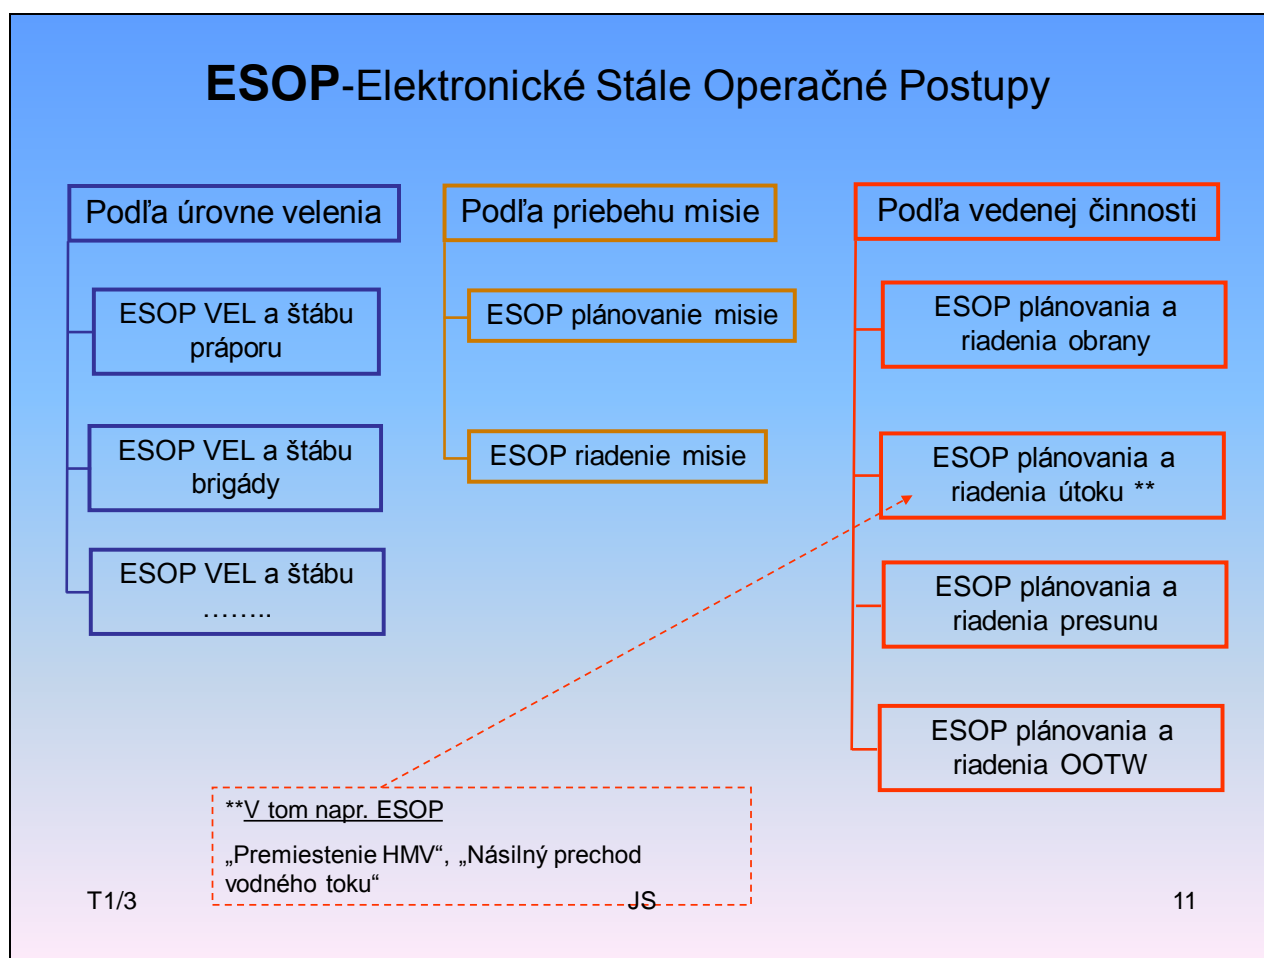 ESOP-Elektronické Stále Operačné Postupy
Podľa úrovne velenia
ESOP VEL a štábu
práporu
ESOP VEL a štábu
brigády
ESOP VEL a štábu
……..
Podľa priebehu misie
ESOP plánovanie misie
ESOP riadenie misie
Podľa vedenej činnosti
ESOP plánovania a
riadenia obrany
ESOP plánovania a
riadenia útoku **
ESOP plánovania a
riadenia presunu
ESOP plánovania a
riadenia OOTW
**V tom napr. ESOP
„Premiestenie HMV“, „Násilný prechod
vodného toku“
T1/3
JS
11